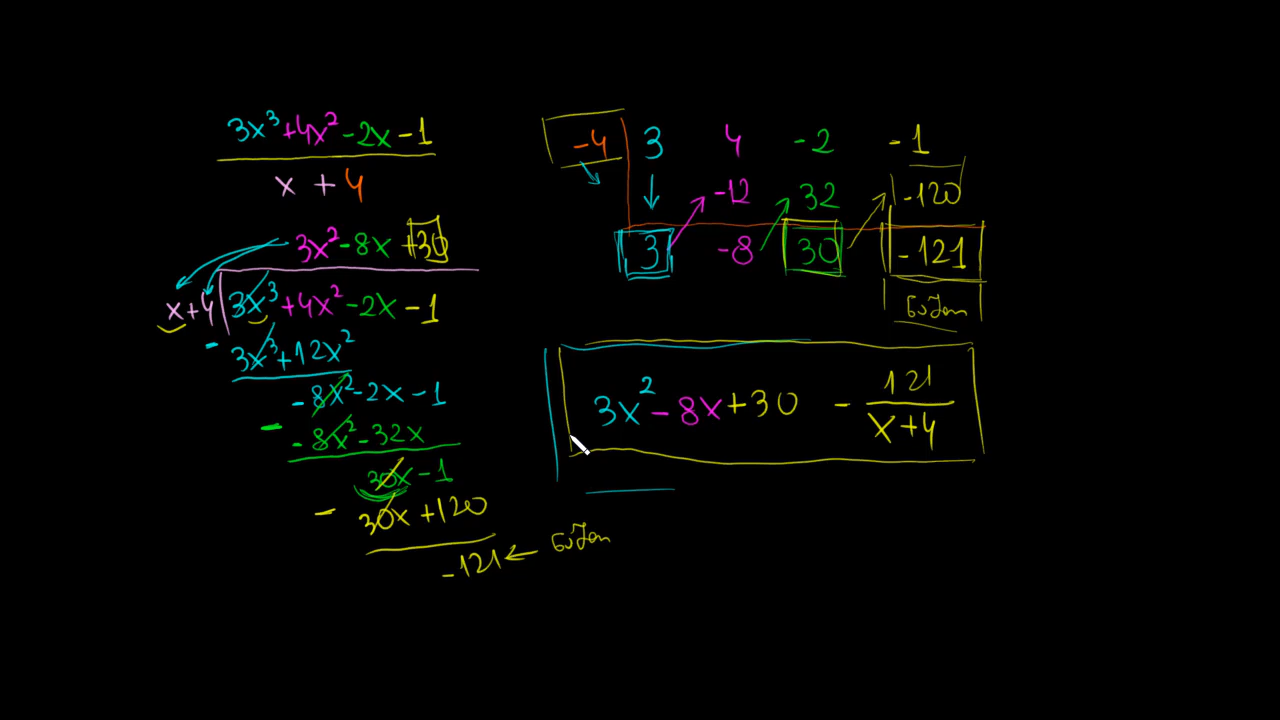 3x³+4x²-2x-1
x + 4
3x²-8x+30
x+4 3x³+4x²-2x-1
- 3x³+12x²
-8x²-2x-1
- -8x²-32x
30x-1
- 30x+120
-121 ←
-4 3 4 -2 -1
-12 32 -120
3 -8 30 -121
3x²-8x+30 - 121
x+4